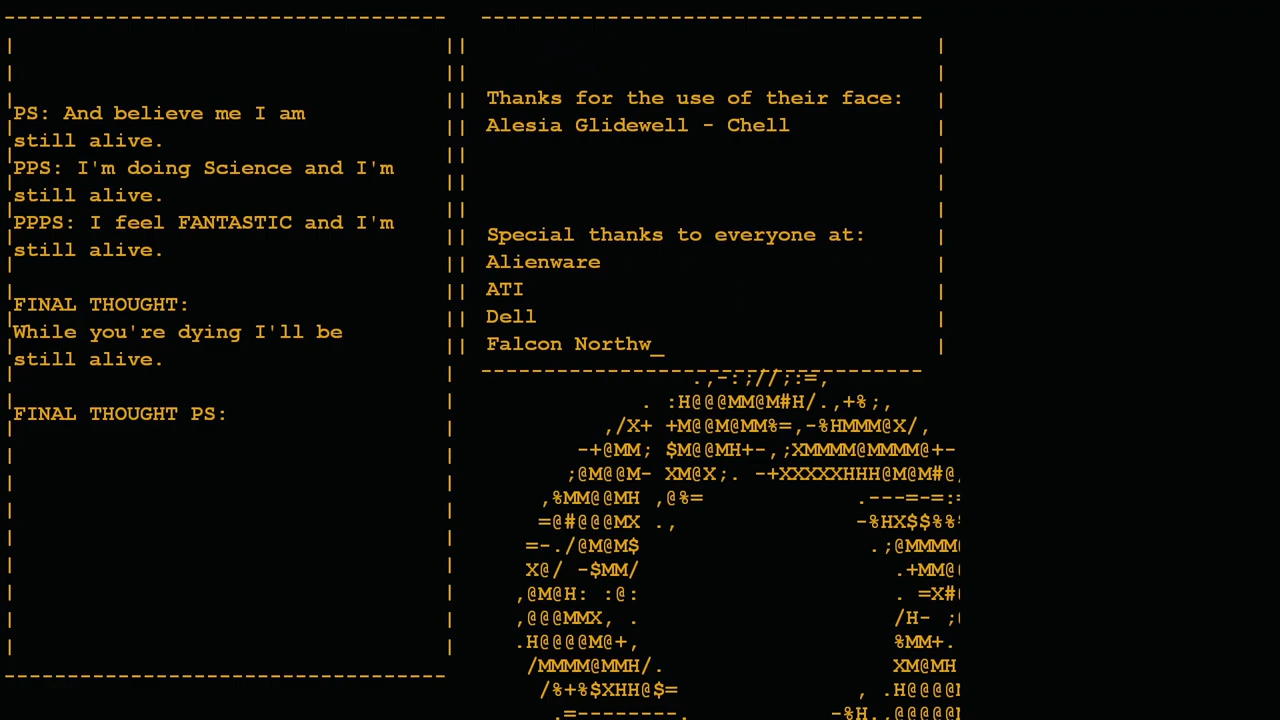 PS: And believe me I am
still alive.
PPS: I'm doing Science and I'm
still alive.
PPPS: I feel FANTASTIC and I'm
still alive.
FINAL THOUGHT:
While you're dying I'll be
still alive.
FINAL THOUGHT PS:
Thanks for the use of their face:
Alesia Glidewell - Chell
Special thanks to everyone at:
Alienware
ATI
Dell
Falcon Northw_